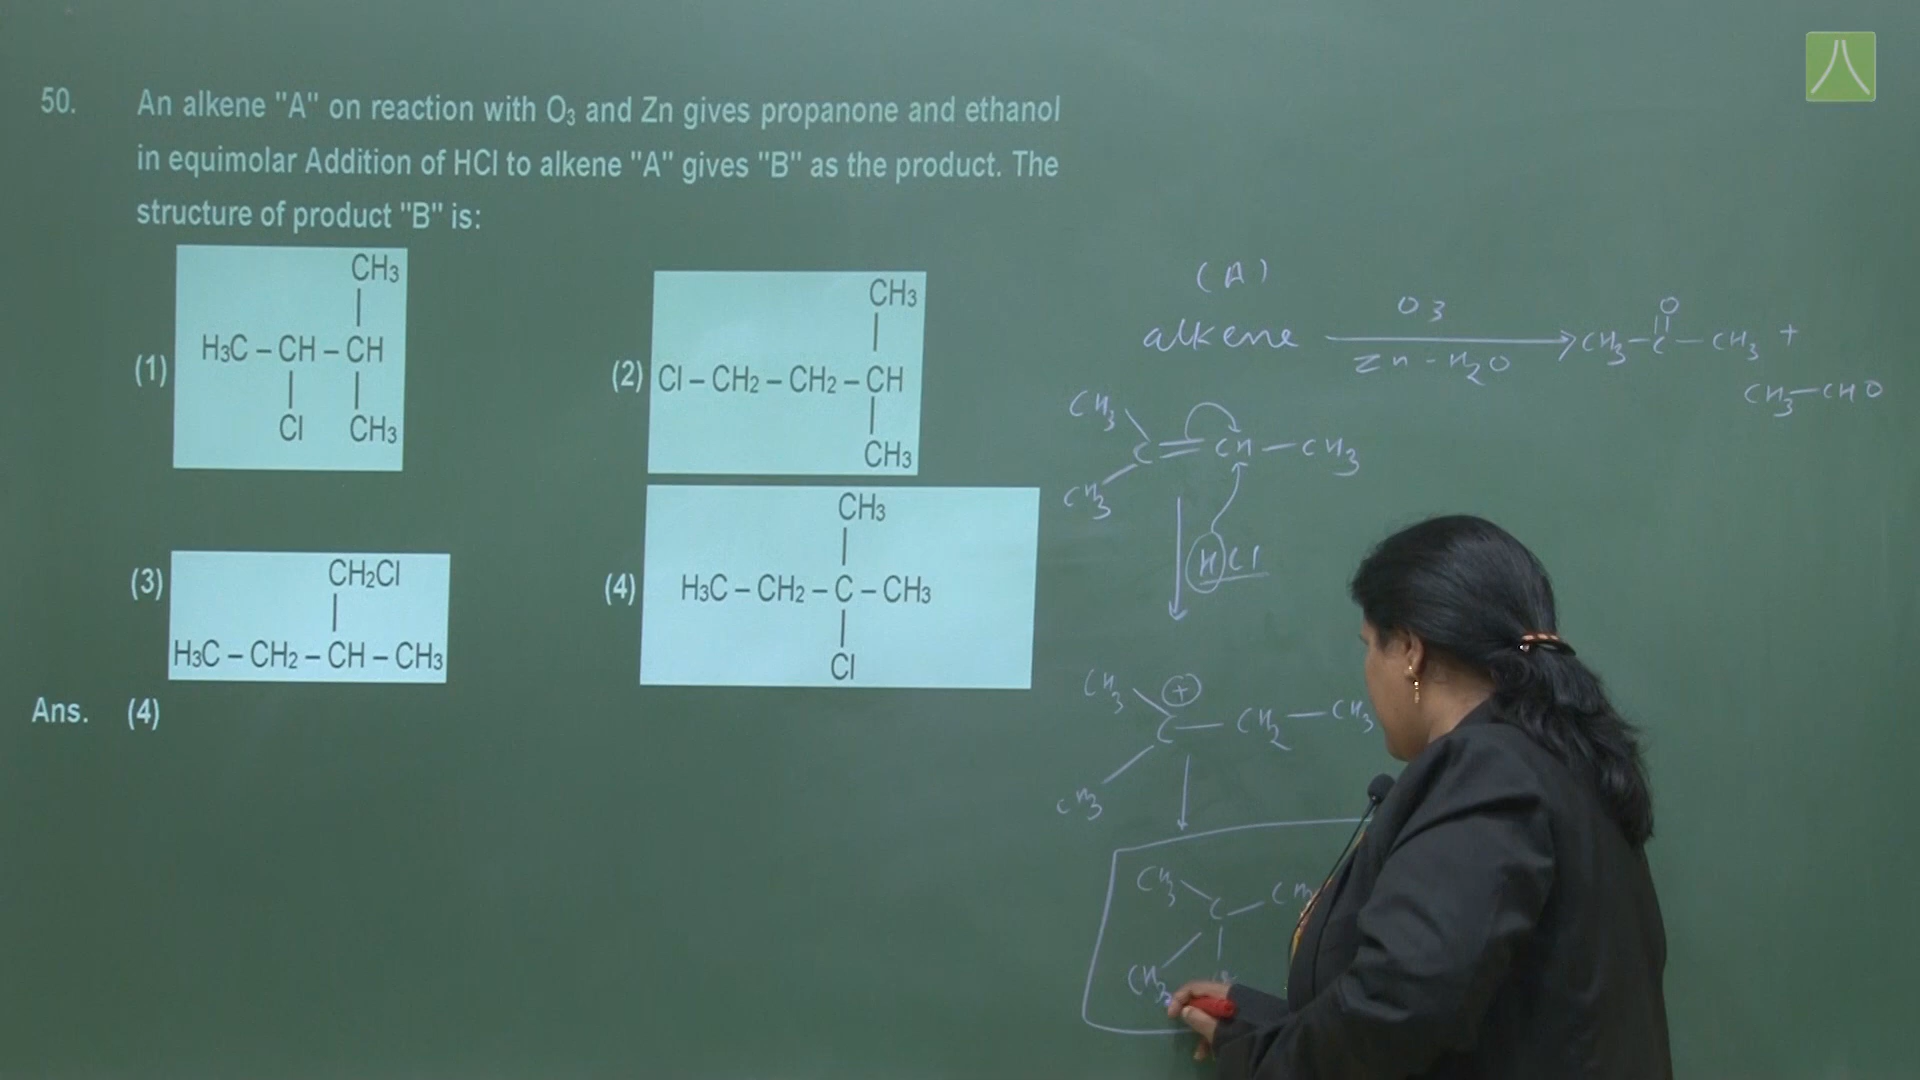 50. An alkene "A" on reaction with O3 and Zn gives propanone and ethanol
in equimolar Addition of HCl to alkene "A" gives "B" as the product. The
structure of product "B" is:
CH3
(1) H3C – CH – CH
Cl CH3
CH3
(2) Cl – CH2 – CH2 – CH
CH3
CH2Cl
(3) H3C – CH2 – CH – CH3
CH3
(4) H3C – CH2 – C – CH3
Cl
Ans. (4)
(A)
alkene O3 Zn - H2O CH3 – C – CH3 +
O
CH3 – CHO
CH3
C = CH – CH3
CH3
HCl
CH3 +
C – CH2 – CH3
CH3
CH3
C –
CH3